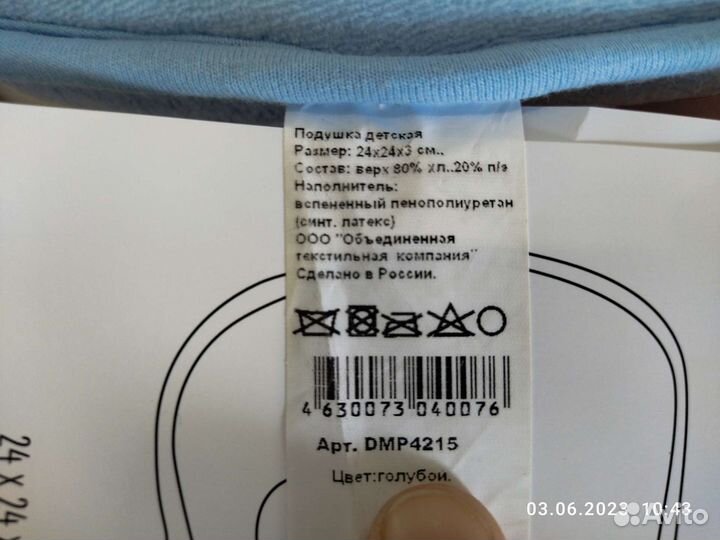 Подушка детская
Размер: 24х24х3 см..
Состав: верх 80% хл..20% п/э
Наполнитель:
вспененный пенополиуретан
(синт. латекс)
ООО "Объединенная
текстильная компания"
Сделано в России.
4 630073 040076
Арт. DMP4215
Цвет:голубой.
24 X 24
03.06.2023 10:43
Avito